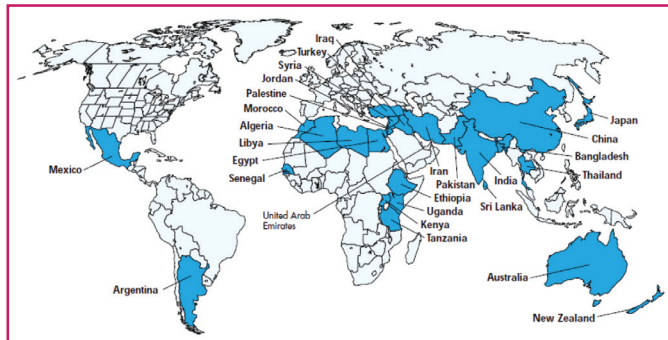 Iraq
Turkey
Syria
Jordan
Palestine
Morocco
Algeria
Libya
Egypt
Senegal
United Arab
Emirates
Mexico
Argentina
Iran
Pakistan
Ethiopia
Uganda
Kenya
Tanzania
India
Sri Lanka
Japan
China
Bangladesh
Thailand
Australia
New Zealand